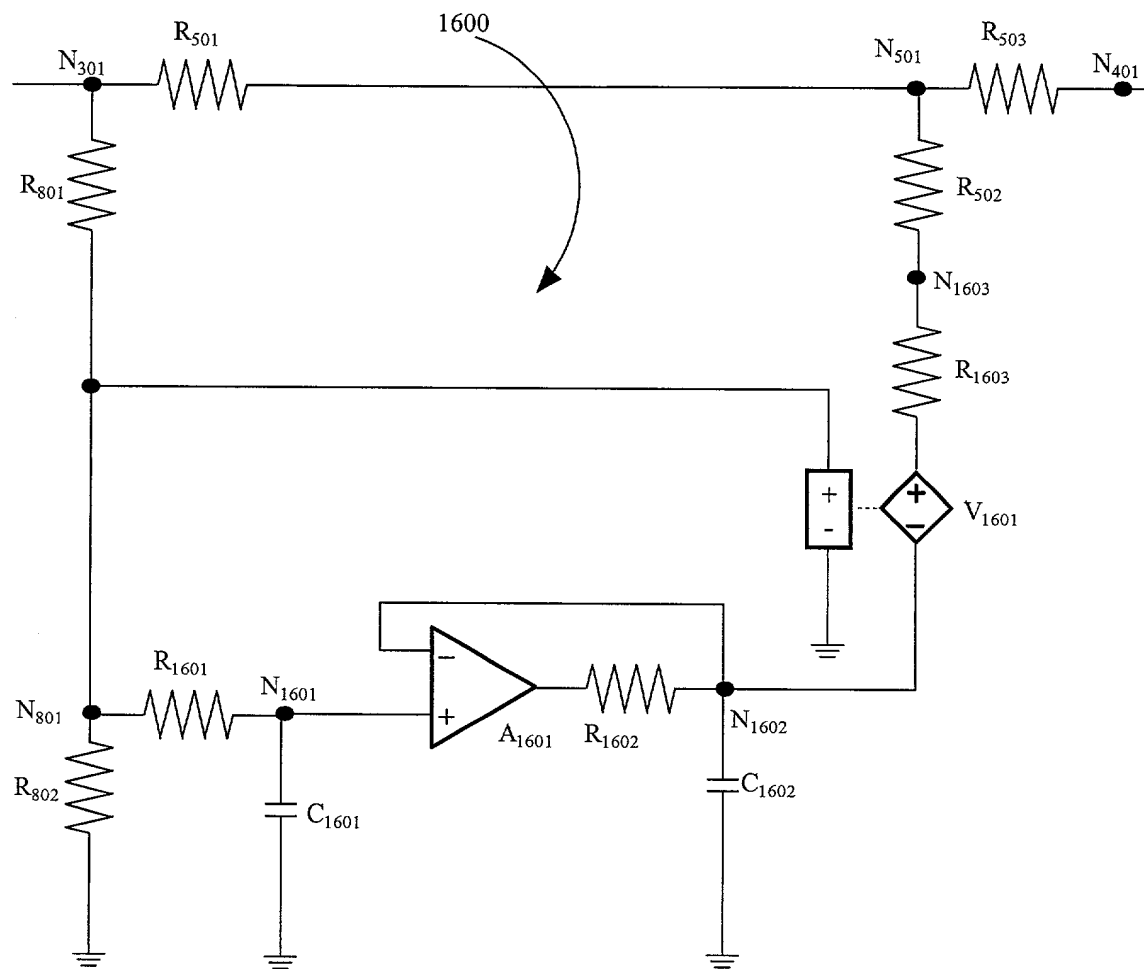 1600
R501
R503
N301
N501
N401
R801
R502
N1603
R1603
+
+
-
−
V1601
R1601
N1601
−
N801
+
A1601
R1602
N1602
R802
C1601
C1602